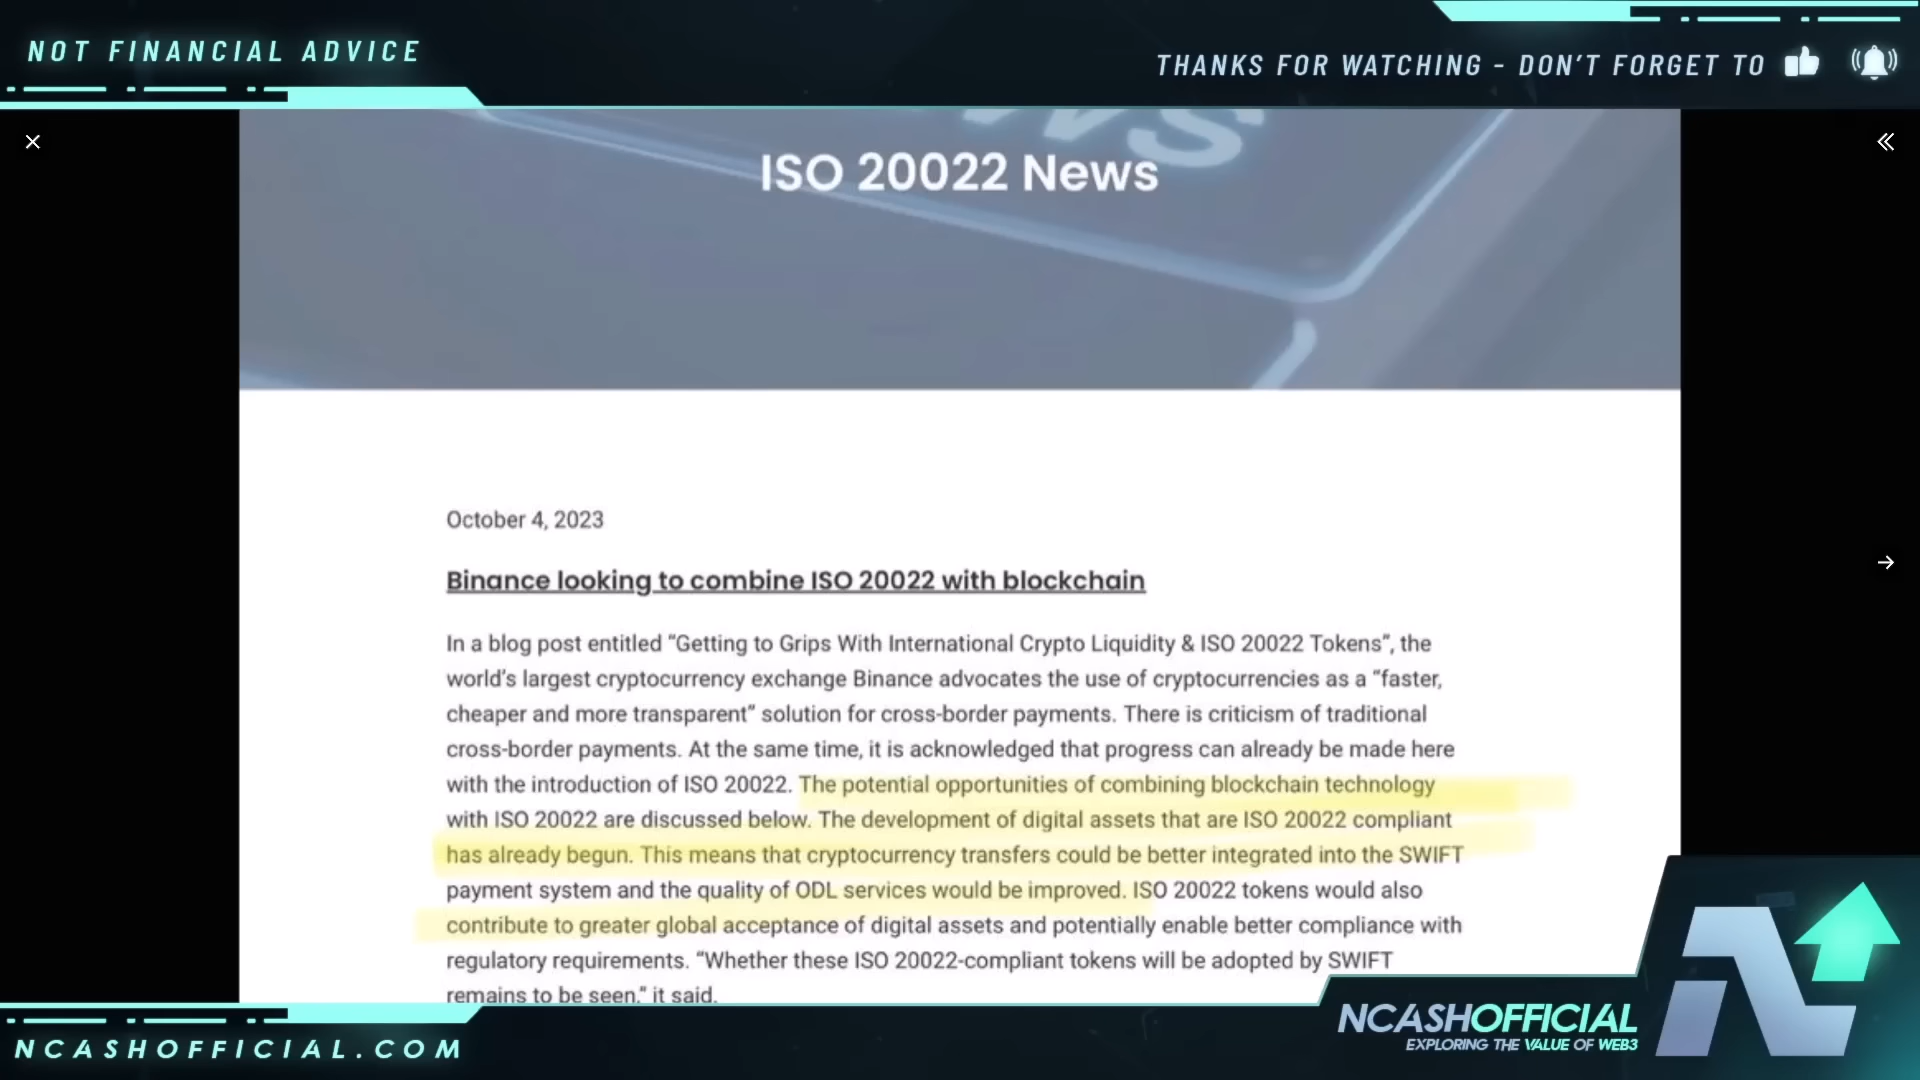 NOT FINANCIAL ADVICE
THANKS FOR WATCHING - DON'T FORGET TO
ISO 20022 News
October 4, 2023
Binance looking to combine ISO 20022 with blockchain
In a blog post entitled “Getting to Grips With International Crypto Liquidity & ISO 20022 Tokens”, the
world’s largest cryptocurrency exchange Binance advocates the use of cryptocurrencies as a “faster,
cheaper and more transparent” solution for cross-border payments. There is criticism of traditional
cross-border payments. At the same time, it is acknowledged that progress can already be made here
with the introduction of ISO 20022. The potential opportunities of combining blockchain technology
with ISO 20022 are discussed below. The development of digital assets that are ISO 20022 compliant
has already begun. This means that cryptocurrency transfers could be better integrated into the SWIFT
payment system and the quality of ODL services would be improved. ISO 20022 tokens would also
contribute to greater global acceptance of digital assets and potentially enable better compliance with
regulatory requirements. “Whether these ISO 20022-compliant tokens will be adopted by SWIFT
remains to be seen,” it said.
NCASHOFFICIAL
EXPLORING THE VALUE OF WEB3
NCASHOFFICIAL.COM